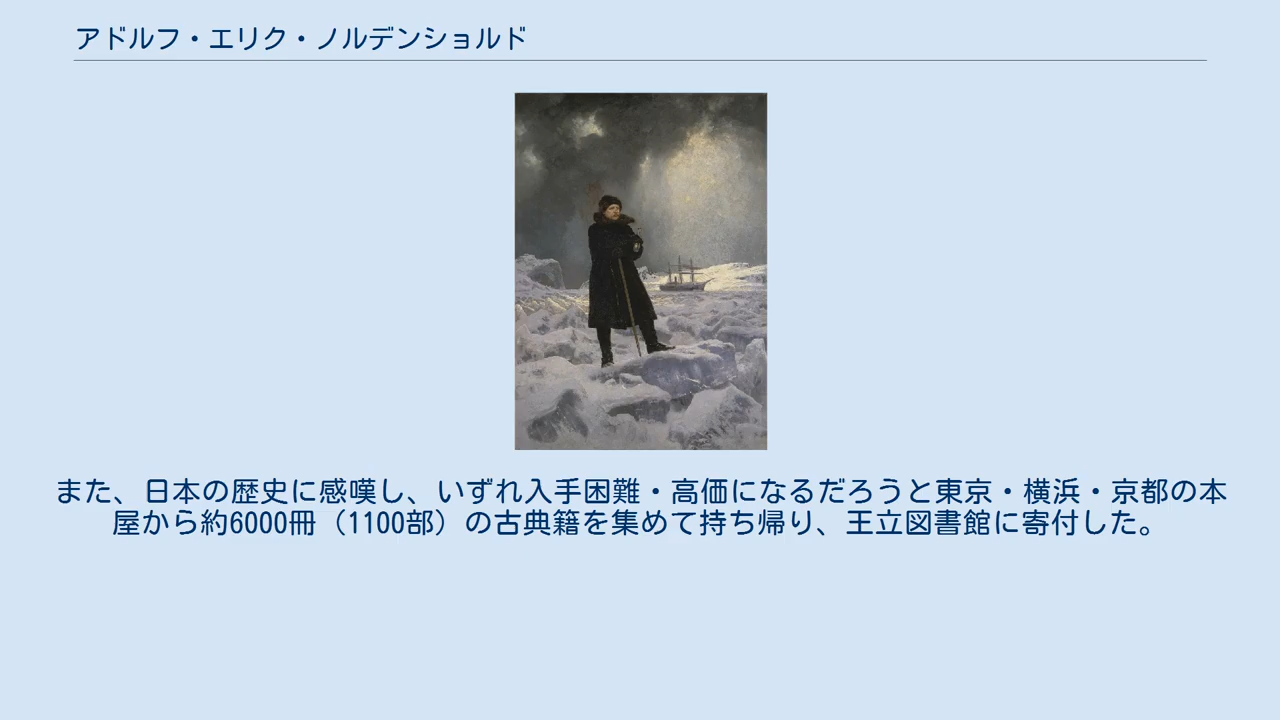 アドルフ・エリク・ノルデンショルド
また、日本の歴史に感嘆し、いずれ入手困難・高価になるだろうと東京・横浜・京都の本
屋から約6000冊（1100部）の古典籍を集めて持ち帰り、王立図書館に寄付した。